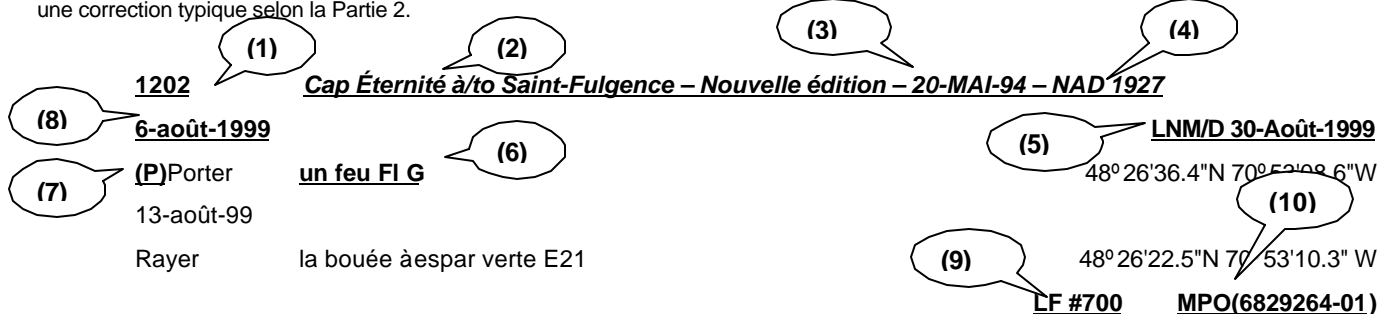 une correction typique selon la Partie 2.
(1) (2) (3) (4)
1202 Cap Éternité à/to Saint-Fulgence – Nouvelle édition – 20-MAI-94 – NAD 1927
(8) 6-août-1999 (5) LNM/D 30-Août-1999
(7) (P)Porter un feu Fl G (6) 48º26'36.4"N 70º53'08.6"W
13-août-99 (10)
Rayer la bouée àespar verte E21 (9) 48º26'22.5"N 70º53'10.3" W
LF #700 MPO(6829264-01)